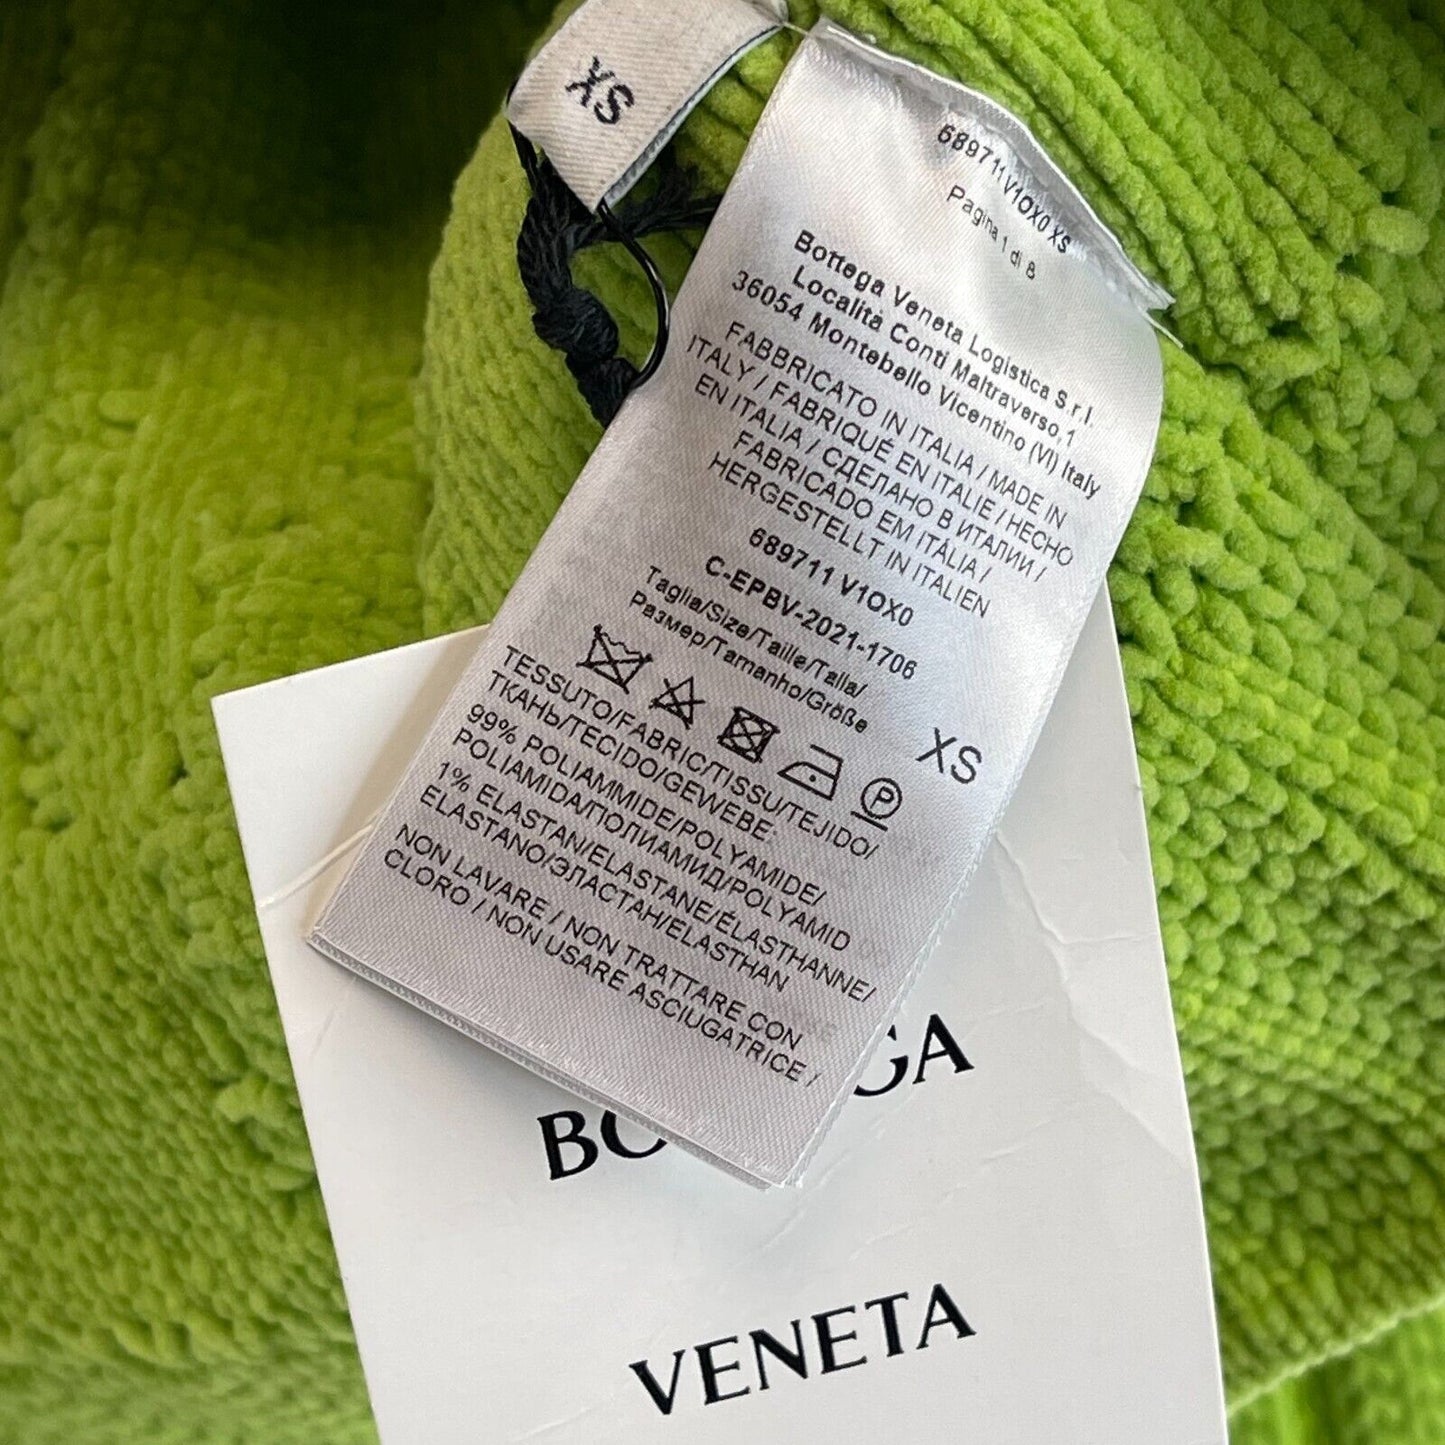 XS
689711 V1OX0 XS
Pagina 1 di 8
Bottega Veneta Logistica S.r.l.
Località Conti Maltraverso,1
36054 Montebello Vicentino (VI) Italy
FABBRICATO IN ITALIA / MADE IN
ITALY / FABRIQUÉ EN ITALIE / HECHO
EN ITALIA / СДЕЛАНО В ИТАЛИИ /
FABRICADO EM ITÁLIA /
HERGESTELLT IN ITALIEN
689711 V1OX0
C-EPBV-2021-1706
Taglia/Size/Taille/Talla/
Размер/Tamanho/Größe
XS
P
TESSUTO/FABRIC/TISSU/TEJIDO/
ТКАНЬ/TECIDO/GEWEBE:
99% POLIAMMIDE/POLYAMIDE/
POLIAMIDA/ПОЛИАМИД/POLYAMID
1% ELASTAN/ELASTANE/ÉLASTHANNE/
ELASTANO/ЭЛАСТАН/ELASTHAN
NON LAVARE / NON TRATTARE CON
CLORO / NON USARE ASCIUGATRICE /
BO GA
VENETA